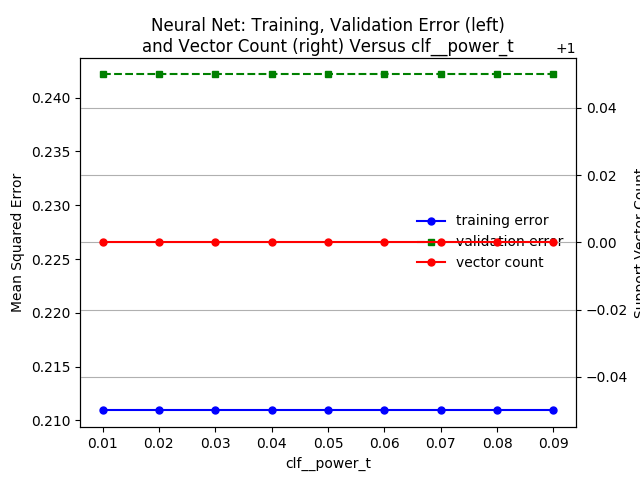 Neural Net: Training, Validation Error (left)
and Vector Count (right) Versus clf__power_t
+1
0.240
0.235
0.230
0.225
0.220
0.215
0.210
Mean Squared Error
0.04
0.02
0.00
−0.02
−0.04
Support Vector Count
training error
validation error
vector count
0.01 0.02 0.03 0.04 0.05 0.06 0.07 0.08 0.09
clf__power_t